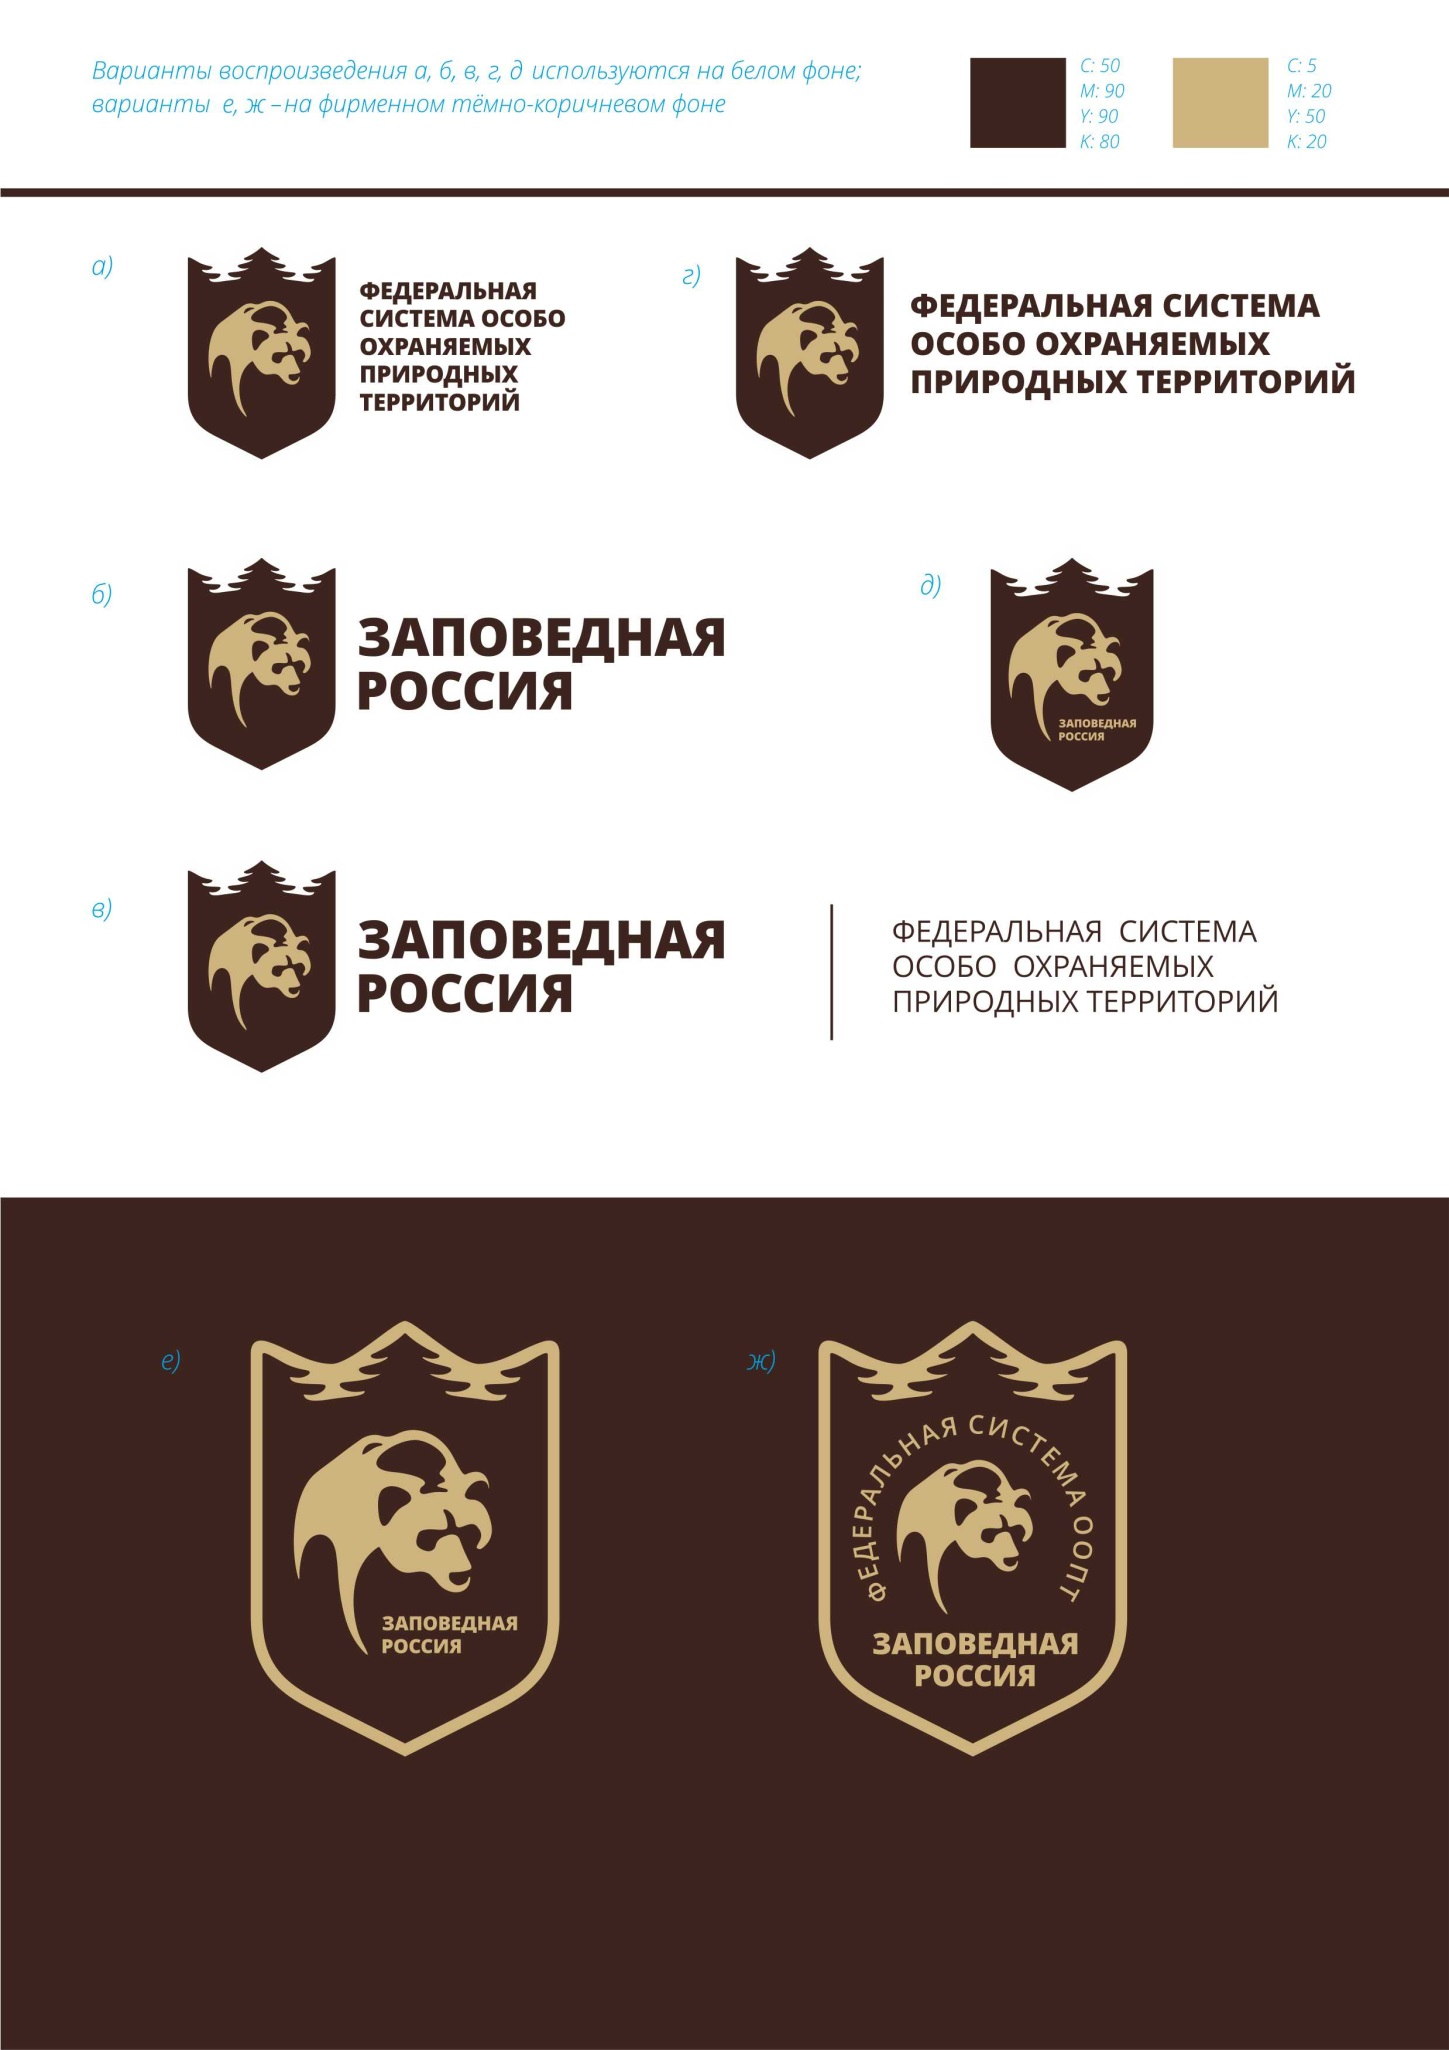 Варианты воспроизведения а, б, в, г, д используются на белом фоне;
варианты е, ж – на фирменном тёмно-коричневом фоне
C: 50
M: 90
Y: 90
K: 80
C: 5
M: 20
Y: 50
K: 20
а)
ФЕДЕРАЛЬНАЯ
СИСТЕМА ОСОБО
ОХРАНЯЕМЫХ
ПРИРОДНЫХ
ТЕРРИТОРИЙ
г)
ФЕДЕРАЛЬНАЯ СИСТЕМА
ОСОБО ОХРАНЯЕМЫХ
ПРИРОДНЫХ ТЕРРИТОРИЙ
б)
ЗАПОВЕДНАЯ
РОССИЯ
д)
ЗАПОВЕДНАЯ
РОССИЯ
в)
ЗАПОВЕДНАЯ
РОССИЯ
ФЕДЕРАЛЬНАЯ СИСТЕМА
ОСОБО ОХРАНЯЕМЫХ
ПРИРОДНЫХ ТЕРРИТОРИЙ
е)
ЗАПОВЕДНАЯ
РОССИЯ
ж)
ФЕДЕРАЛЬНАЯ СИСТЕМА ООПТ
ЗАПОВЕДНАЯ
РОССИЯ